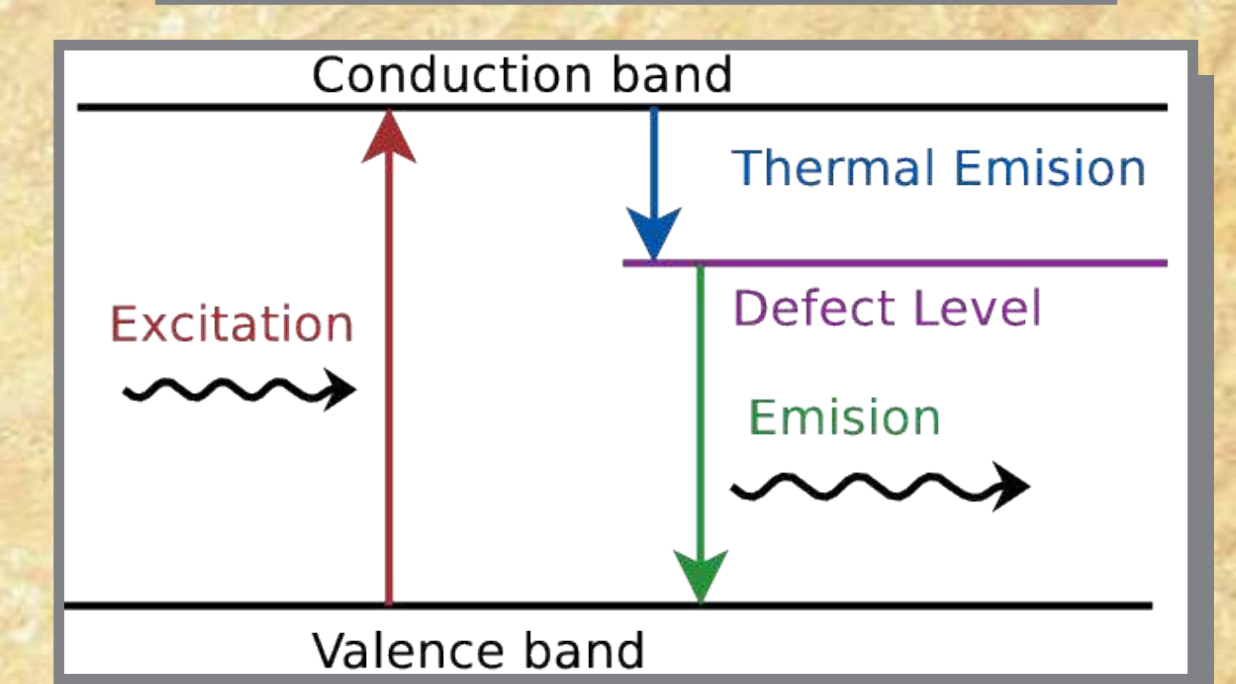 Conduction band
Thermal Emision
Defect Level
Excitation
Emision
Valence band